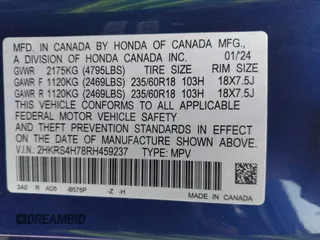 MFD. IN CANADA BY HONDA OF CANADA MFG.,
A DIVISION OF HONDA CANADA INC. 01/24
GVWR 2175KG (4795LBS) TIRE SIZE RIM SIZE
GAWR F 1120KG (2469LBS) 235/60R18 103H 18X7.5J
GAWR R 1120KG (2469LBS) 235/60R18 103H 18X7.5J
THIS VEHICLE CONFORMS TO ALL APPLICABLE
FEDERAL MOTOR VEHICLE SAFETY
STANDARDS IN EFFECT ON THE DATE OF
MANUFACTURE SHOWN ABOVE.
V.I.N. 2HKRS4H78RH459237 TYPE: MPV
3A0 R AD5 -B575P -Z -H
MADE IN CANADA
DREAMBID